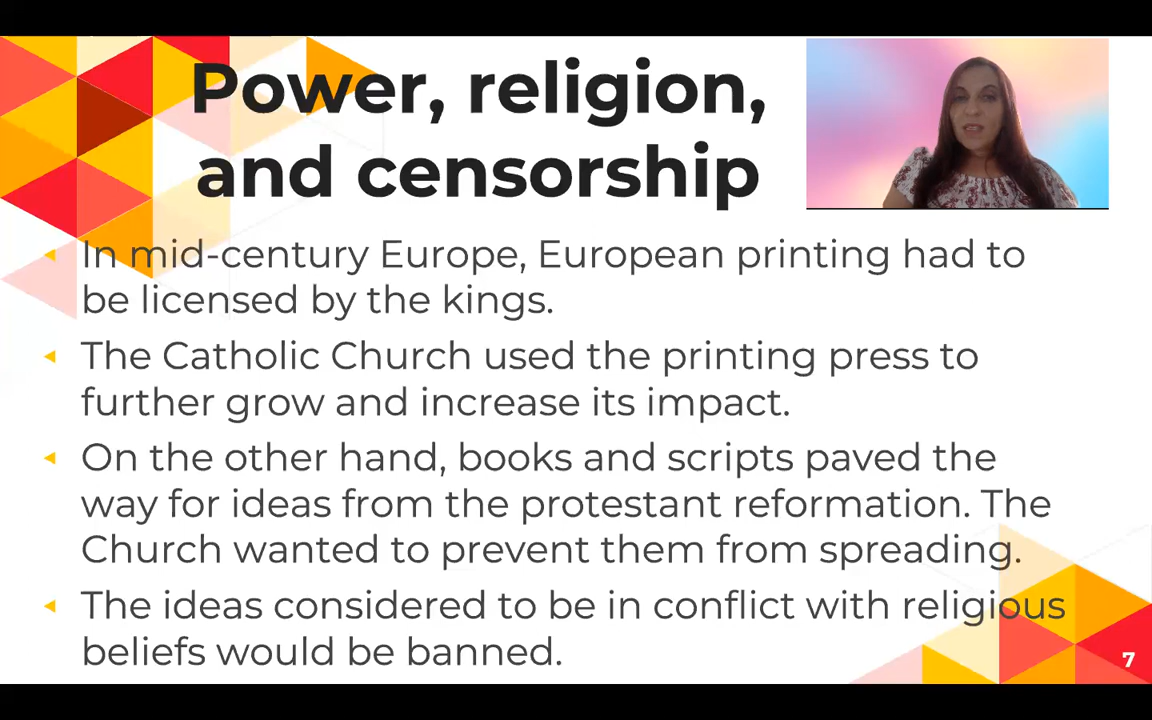 Power, religion,
and censorship
In mid-century Europe, European printing had to
be licensed by the kings.
The Catholic Church used the printing press to
further grow and increase its impact.
On the other hand, books and scripts paved the
way for ideas from the protestant reformation. The
Church wanted to prevent them from spreading.
The ideas considered to be in conflict with religious
beliefs would be banned.
7